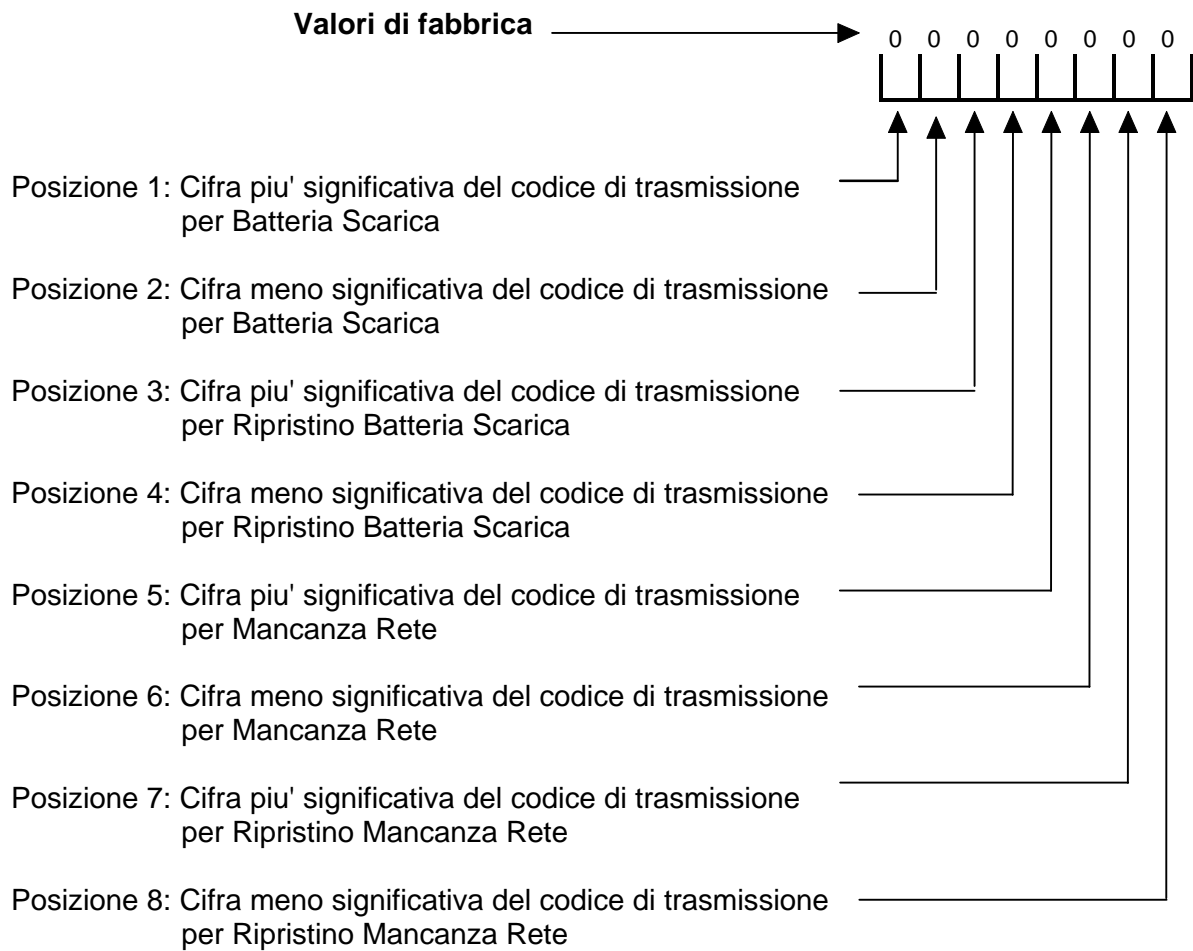 Valori di fabbrica
0 0 0 0 0 0 0 0
Posizione 1: Cifra piu' significativa del codice di trasmissione
per Batteria Scarica
Posizione 2: Cifra meno significativa del codice di trasmissione
per Batteria Scarica
Posizione 3: Cifra piu' significativa del codice di trasmissione
per Ripristino Batteria Scarica
Posizione 4: Cifra meno significativa del codice di trasmissione
per Ripristino Batteria Scarica
Posizione 5: Cifra piu' significativa del codice di trasmissione
per Mancanza Rete
Posizione 6: Cifra meno significativa del codice di trasmissione
per Mancanza Rete
Posizione 7: Cifra piu' significativa del codice di trasmissione
per Ripristino Mancanza Rete
Posizione 8: Cifra meno significativa del codice di trasmissione
per Ripristino Mancanza Rete